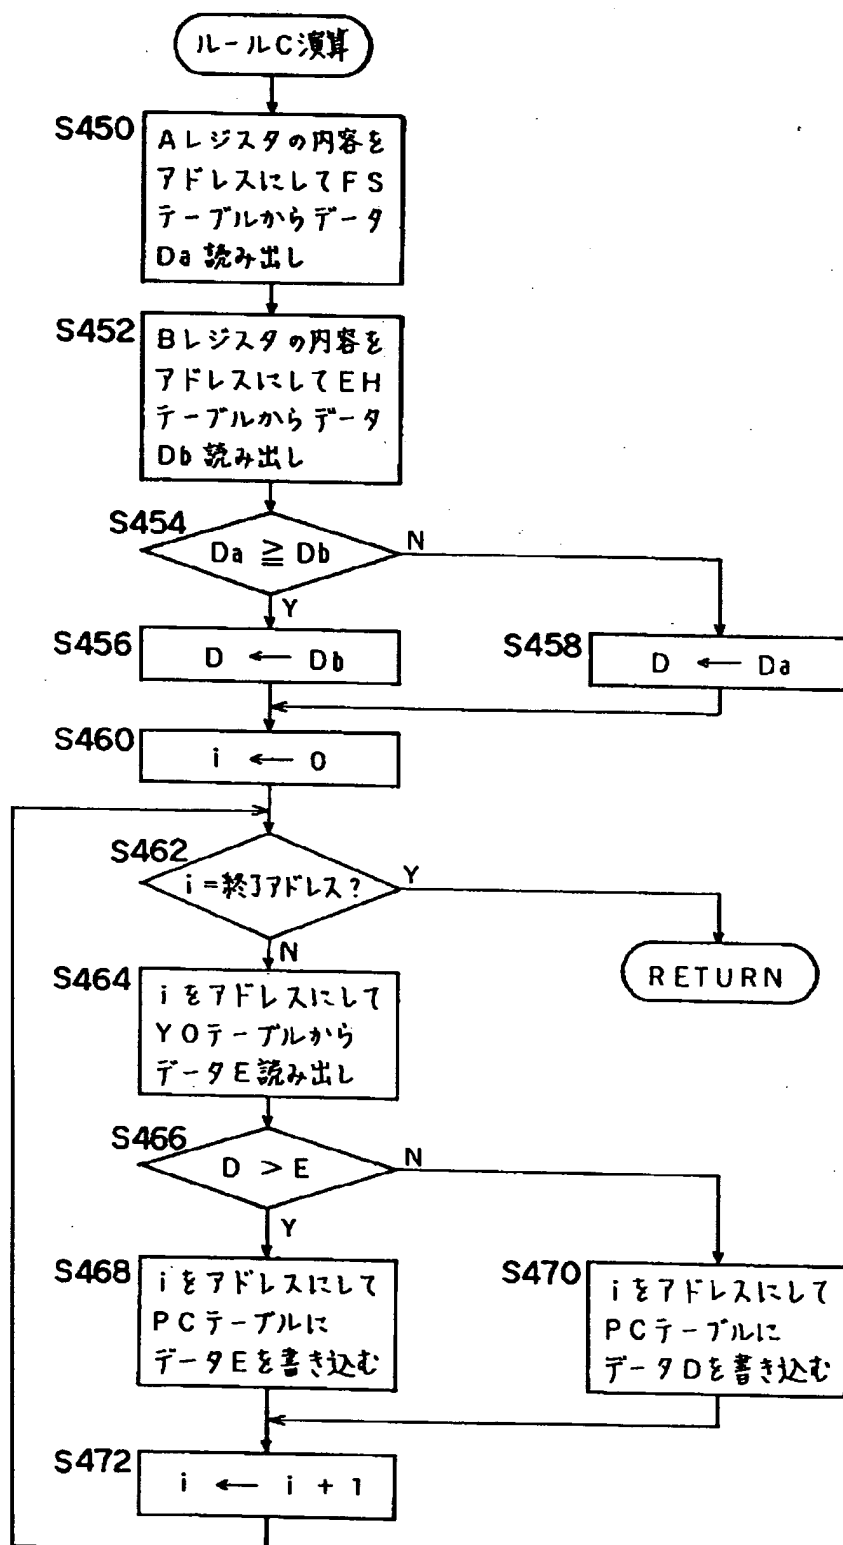 ルールC演算
S450
Aレジスタの内容を
アドレスにしてFS
テーブルからデータ
Da読み出し
S452
Bレジスタの内容を
アドレスにしてEH
テーブルからデータ
Db読み出し
S454
Da ≧ Db
N
Y
S456
D ← Db
S458
D ← Da
S460
i ← 0
S462
i=終了アドレス?
Y
N
RETURN
S464
iをアドレスにして
YOテーブルから
データE読み出し
S466
D > E
N
Y
S468
iをアドレスにして
PCテーブルに
データEを書き込む
S470
iをアドレスにして
PCテーブルに
データDを書き込む
S472
i ← i + 1